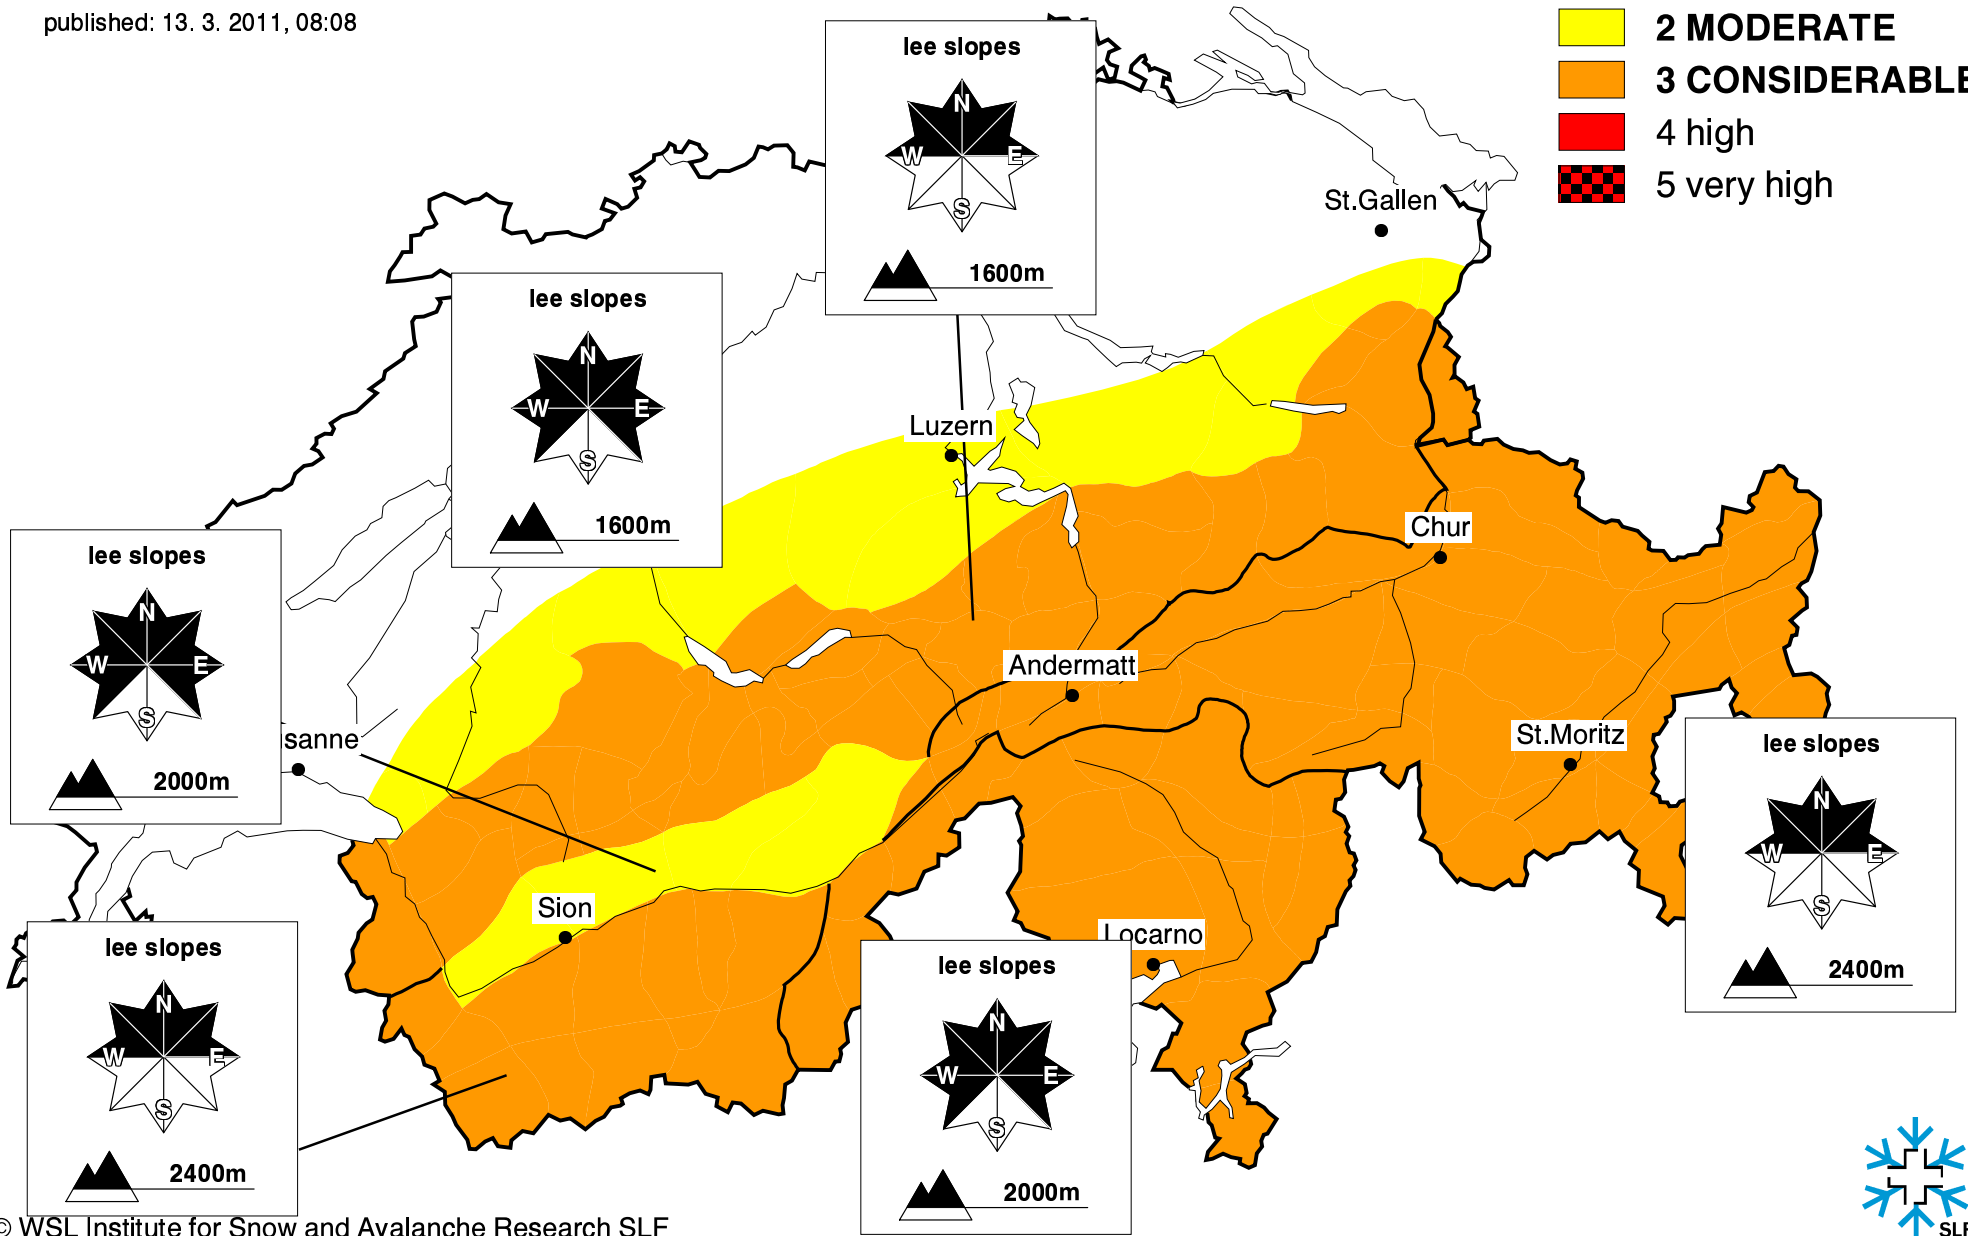 published: 13. 3. 2011, 08:08
2 MODERATE
3 CONSIDERABLE
4 high
5 very high
lee slopes
N
W E
S
1600m
St.Gallen
lee slopes
N
W E
S
1600m
Luzern
lee slopes
N
W E
S
2000m
Chur
Andermatt
sanne
St.Moritz
lee slopes
N
W E
S
2400m
Sion
Locarno
lee slopes
N
W E
S
2400m
lee slopes
N
W E
S
2000m
© WSL Institute for Snow and Avalanche Research SLF
SLF